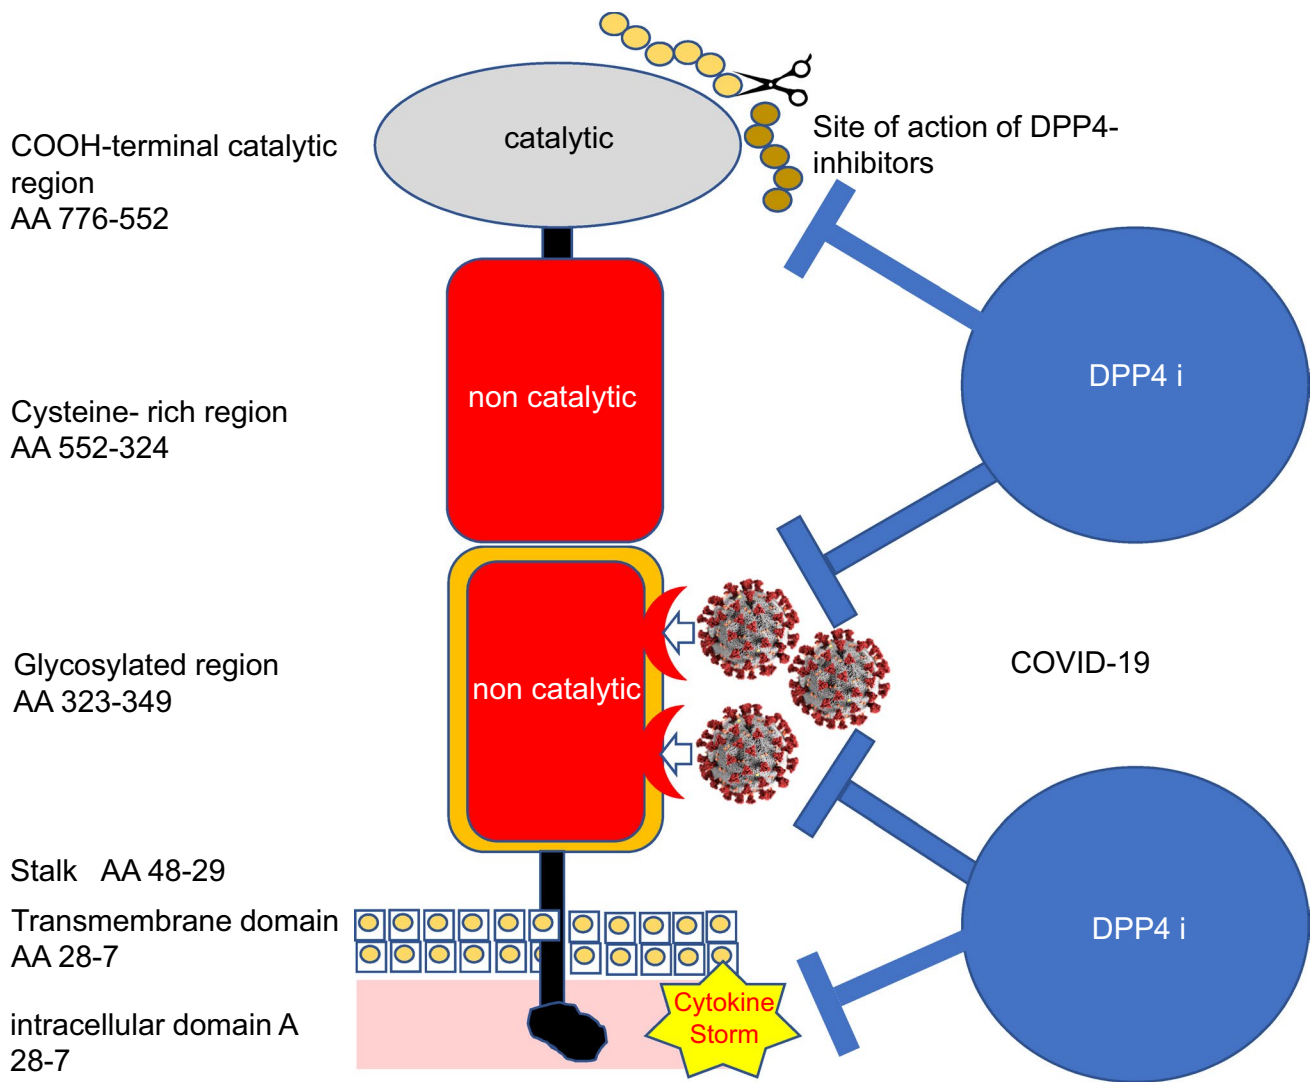 catalytic
COOH-terminal catalytic
region
AA 776-552
Site of action of DPP4-
inhibitors
DPP4 i
non catalytic
Cysteine- rich region
AA 552-324
Glycosylated region
AA 323-349
non catalytic
COVID-19
Stalk AA 48-29
Transmembrane domain
AA 28-7
DPP4 i
Cytokine
Storm
intracellular domain A
28-7